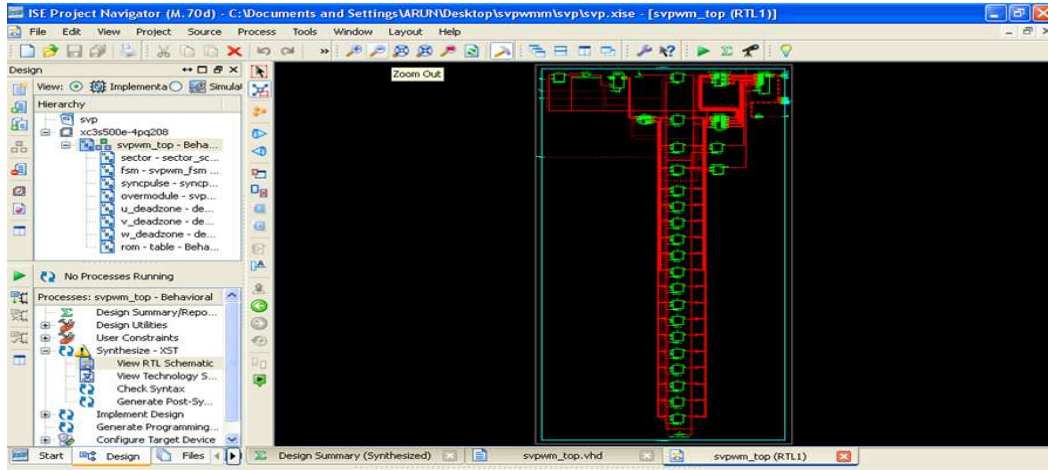 ISE Project Navigator (M.70d) - C:\Documents and Settings\ARUN\Desktop\svpwmm\svp\svp.xise - [svpwm_top (RTL1)]
File Edit View Project Source Process Tools Window Layout Help
Zoom Out
Design
View: Implementa Simulat
Hierarchy
svp
xc3s500e-4pq208
svpwm_top - Beha...
sector - sector_sc...
fsm - svpwm_fsm ...
syncpulse - syncp...
overmodule - svp...
u_deadzone - de...
v_deadzone - de...
w_deadzone - de...
rom - table - Beha...
No Processes Running
Processes: svpwm_top - Behavioral
Design Summary/Repo...
Design Utilities
User Constraints
Synthesize - XST
View RTL Schematic
View Technology S...
Check Syntax
Generate Post-Sy...
Implement Design
Generate Programming...
Configure Target Device
Start Design Files Design Summary (Synthesized) svpwm_top.vhd svpwm_top (RTL1)